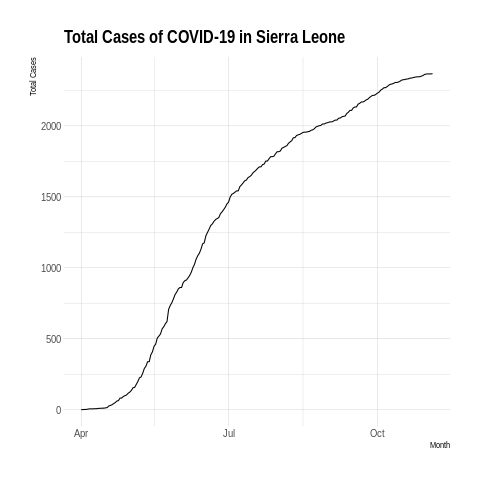 Total Cases of COVID-19 in Sierra Leone
Total Cases
2000
1500
1000
500
0
Apr Jul Oct
Month